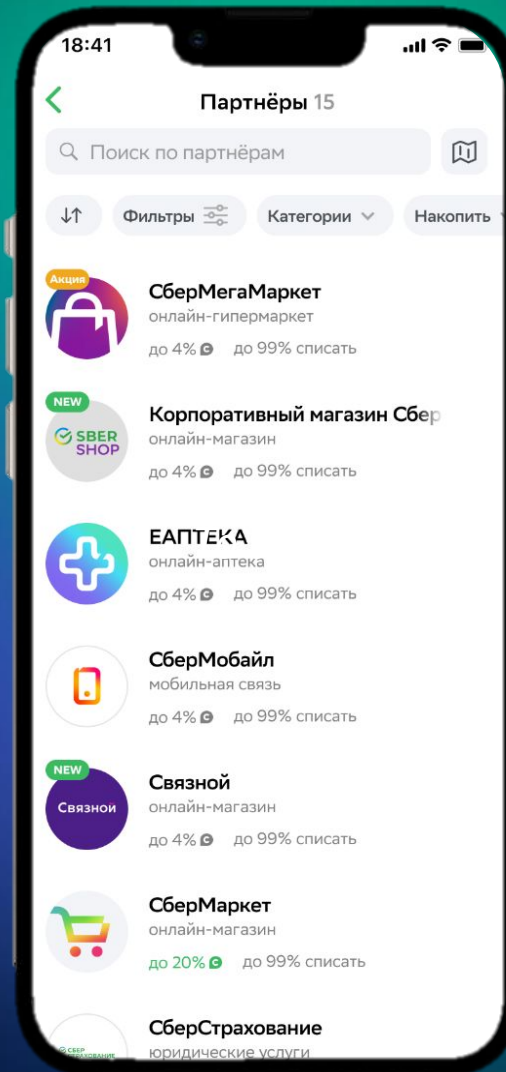 18:41
Партнёры 15
Поиск по партнёрам
Фильтры Категории Накопить
Акция
СберМегаМаркет
онлайн-гипермаркет
до 4% до 99% списать
NEW
SBER
SHOP
Корпоративный магазин Сбер
онлайн-магазин
до 4% до 99% списать
ЕАПТЕКА
онлайн-аптека
до 4% до 99% списать
СберМобайл
мобильная связь
до 4% до 99% списать
NEW
Связной
Связной
онлайн-магазин
до 4% до 99% списать
СберМаркет
онлайн-магазин
до 20% до 99% списать
СберСтрахование
юридические услуги
СБЕР
СТРАХОВАНИЕ